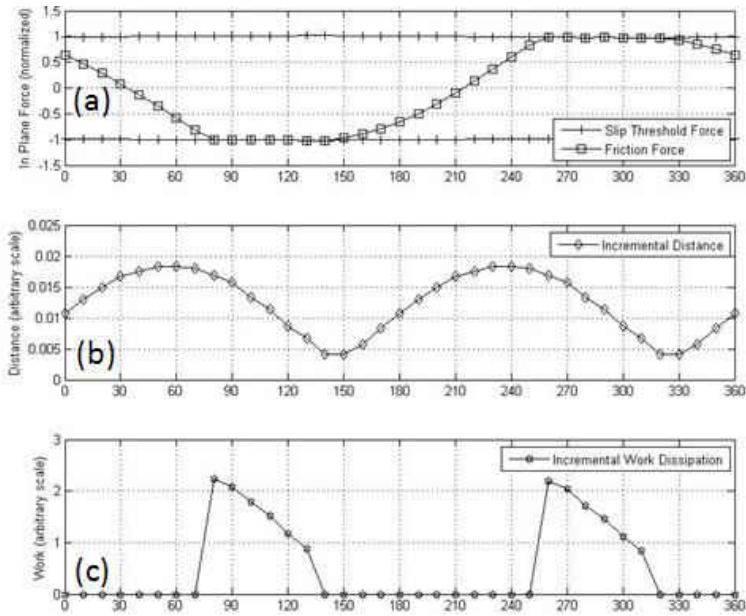 1.5
1
0.5
0
-0.5
-1
-1.5
In Plane Force (normalized)
(a)
Slip Threshold Force
Friction Force
0 30 60 90 120 150 180 210 240 270 300 330 360
0.025
0.02
0.015
0.01
0.005
0
Distance (arbitrary scale)
(b)
Incremental Distance
0 30 60 90 120 150 180 210 240 270 300 330 360
3
2
1
0
Work (arbitrary scale)
(c)
Incremental Work Dissipation
0 30 60 90 120 150 180 210 240 270 300 330 360